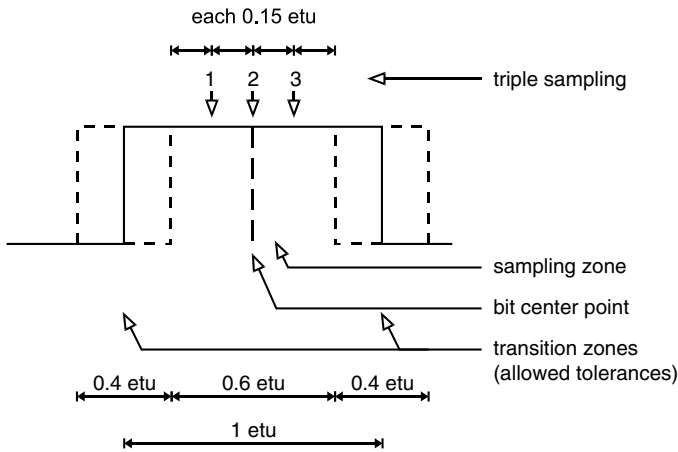 each 0.15 etu
1 2 3
triple sampling
sampling zone
bit center point
transition zones
(allowed tolerances)
0.4 etu 0.6 etu 0.4 etu
1 etu